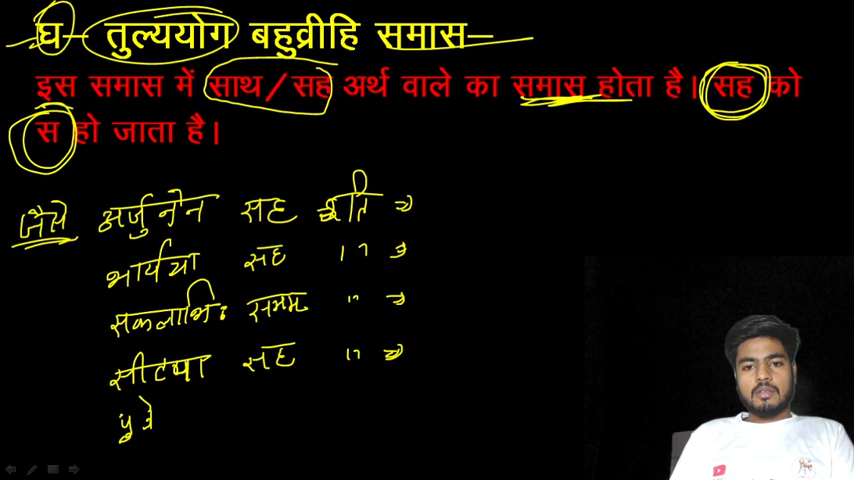 घ- तुल्ययोग बहुव्रीहि समास-
इस समास में साथ/सह अर्थ वाले का समास होता है। सह को
स हो जाता है।
जैसे अर्जुनेन सह इति ⇒
भार्यया सह '' ⇒
सकलाभिः समम '' ⇒
सीतया सह '' ⇒
पुत्रे